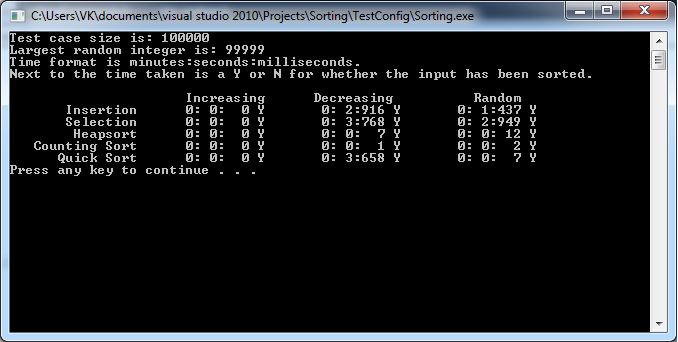 C:\Users\VK\documents\visual studio 2010\Projects\Sorting\TestConfig\Sorting.exe
Test case size is: 100000
Largest random integer is: 99999
Time format is minutes:seconds:milliseconds.
Next to the time taken is a Y or N for whether the input has been sorted.
Increasing Decreasing Random
Insertion 0: 0: 0 Y 0: 2:916 Y 0: 1:437 Y
Selection 0: 0: 0 Y 0: 3:768 Y 0: 2:949 Y
Heapsort 0: 0: 0 Y 0: 0: 7 Y 0: 0: 12 Y
Counting Sort 0: 0: 0 Y 0: 0: 1 Y 0: 0: 2 Y
Quick Sort 0: 0: 0 Y 0: 3:658 Y 0: 0: 7 Y
Press any key to continue . . .